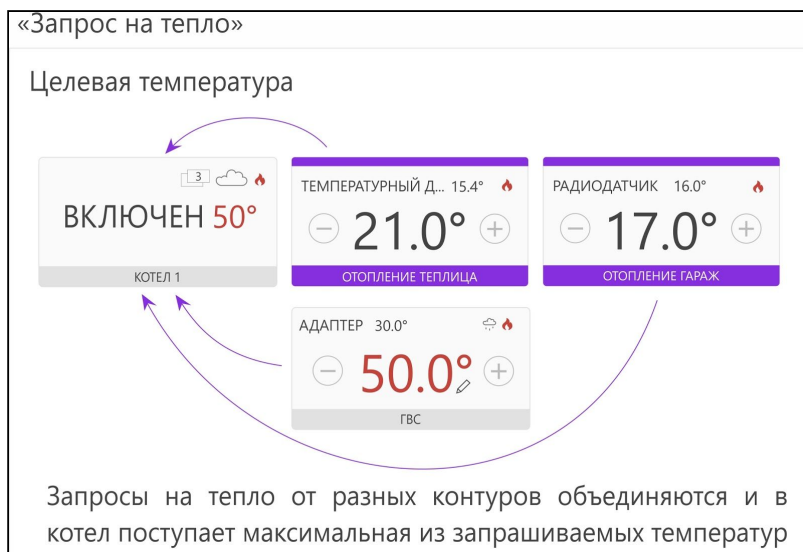 «Запрос на тепло»
Целевая температура
3
ВКЛЮЧЕН 50°
КОТЕЛ 1
ТЕМПЕРАТУРНЫЙ Д... 15.4°
21.0°
ОТОПЛЕНИЕ ТЕПЛИЦА
РАДИОДАТЧИК 16.0°
17.0°
ОТОПЛЕНИЕ ГАРАЖ
АДАПТЕР 30.0°
50.0°
ГВС
Запросы на тепло от разных контуров объединяются и в
котел поступает максимальная из запрашиваемых температур